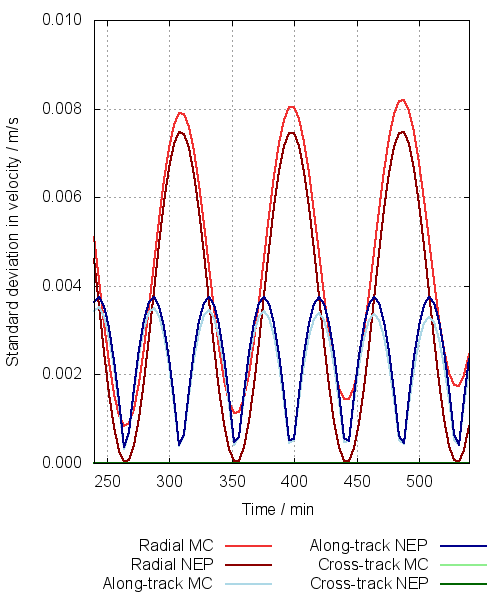 0.010
0.008
0.006
0.004
0.002
0.000
Standard deviation in velocity / m/s
250 300 350 400 450 500
Time / min
Radial MC
Radial NEP
Along-track MC
Along-track NEP
Cross-track MC
Cross-track NEP